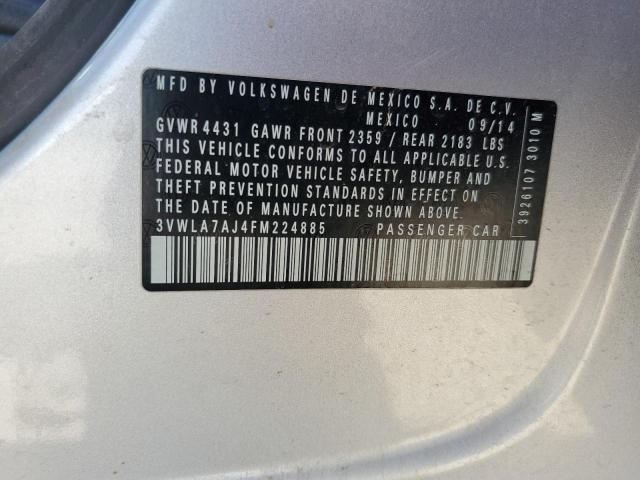 MFD BY VOLKSWAGEN DE MEXICO S.A. DE C.V.
MEXICO 09/14
GVWR 4431 GAWR FRONT 2359 / REAR 2183 LBS
THIS VEHICLE CONFORMS TO ALL APPLICABLE U.S.
FEDERAL MOTOR VEHICLE SAFETY, BUMPER AND
THEFT PREVENTION STANDARDS IN EFFECT ON
THE DATE OF MANUFACTURE SHOWN ABOVE.
3VWLA7AJ4FM224885 PASSENGER CAR
3926107 3010 M